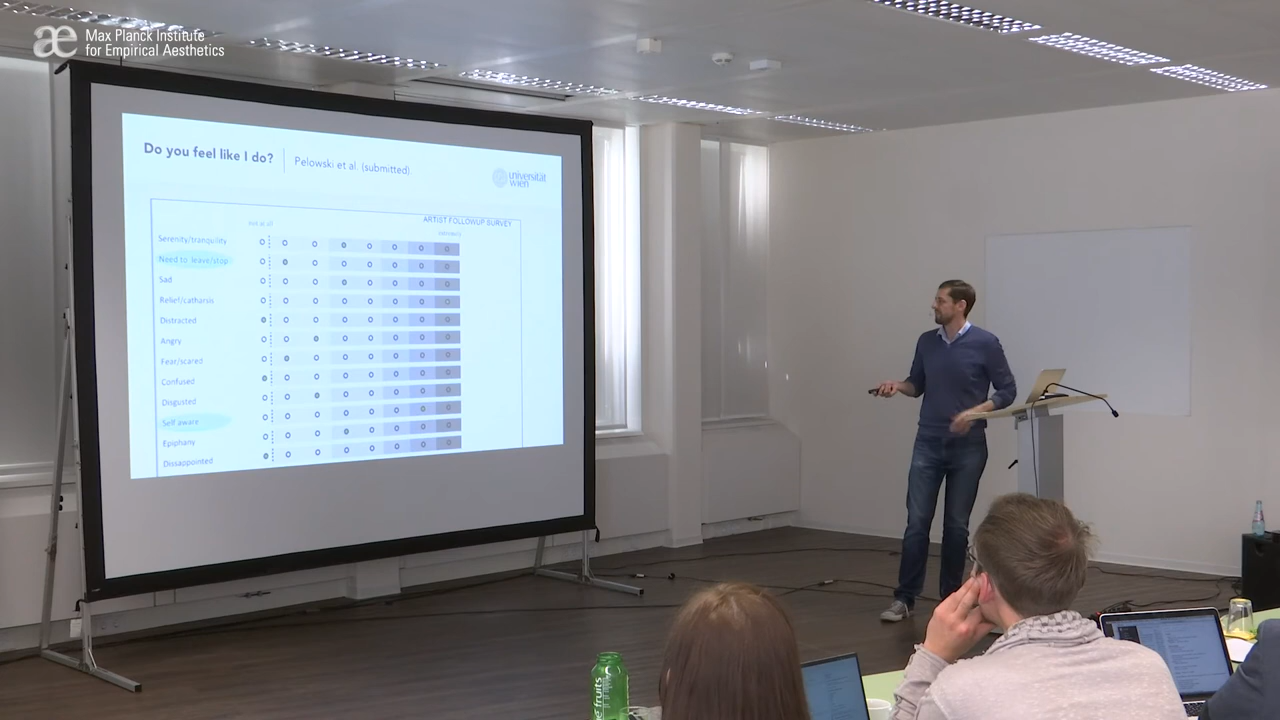 Max Planck Institute
for Empirical Aesthetics
Do you feel like I do?
Pelowski et al. (submitted).
universität
wien
ARTIST FOLLOWUP SURVEY
Not at all
extremely
Serenity/tranquility
Need to leave/stop
Sad
Relief/catharsis
Distracted
Angry
Fear/scared
Confused
Disgusted
Self aware
Epiphany
Dissappointed
fruits